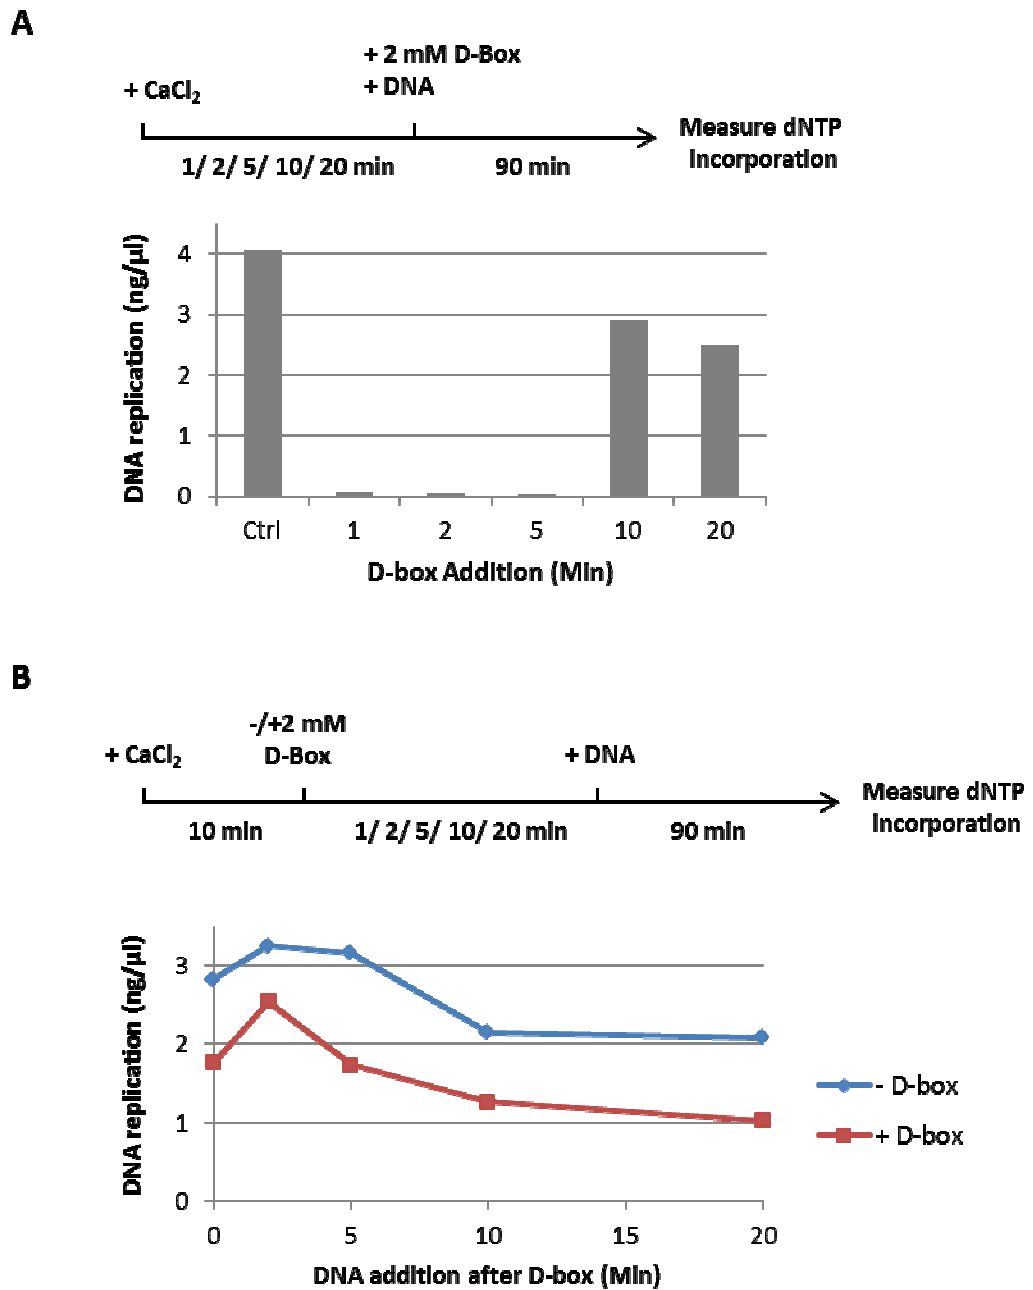 A
+ 2 mM D-Box
+ CaCl₂
+ DNA
Measure dNTP
Incorporation
1/ 2/ 5/ 10/ 20 min
90 min
DNA replication (ng/µl)
4
3
2
1
0
Ctrl 1 2 5 10 20
D-box Addition (Min)
B
-/+2 mM
D-Box
+ CaCl₂
+ DNA
Measure dNTP
Incorporation
10 min
1/ 2/ 5/ 10/ 20 min
90 min
DNA replication (ng/µl)
3
2
1
0
0 5 10 15 20
DNA addition after D-box (Min)
- D-box
+ D-box